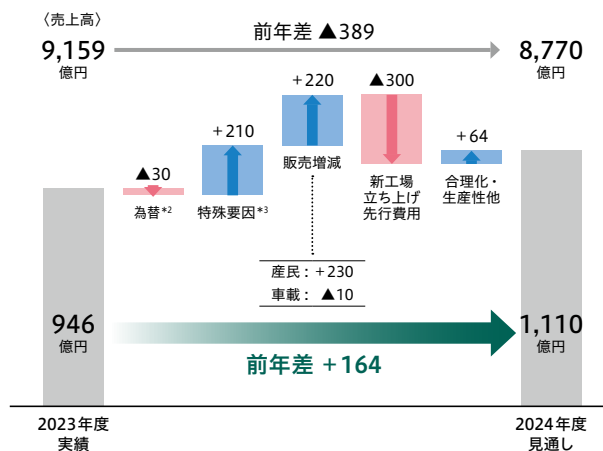 〈売上高〉
9,159
億円
前年差 ▲389
8,770
億円
▲30
為替*2
+210
特殊要因*3
+220
販売増減
▲300
新工場
立ち上げ
先行費用
+64
合理化・
生産性他
産民：+230
車載： ▲10
946
億円
前年差 +164
1,110
億円
2023年度
実績
2024年度
見通し